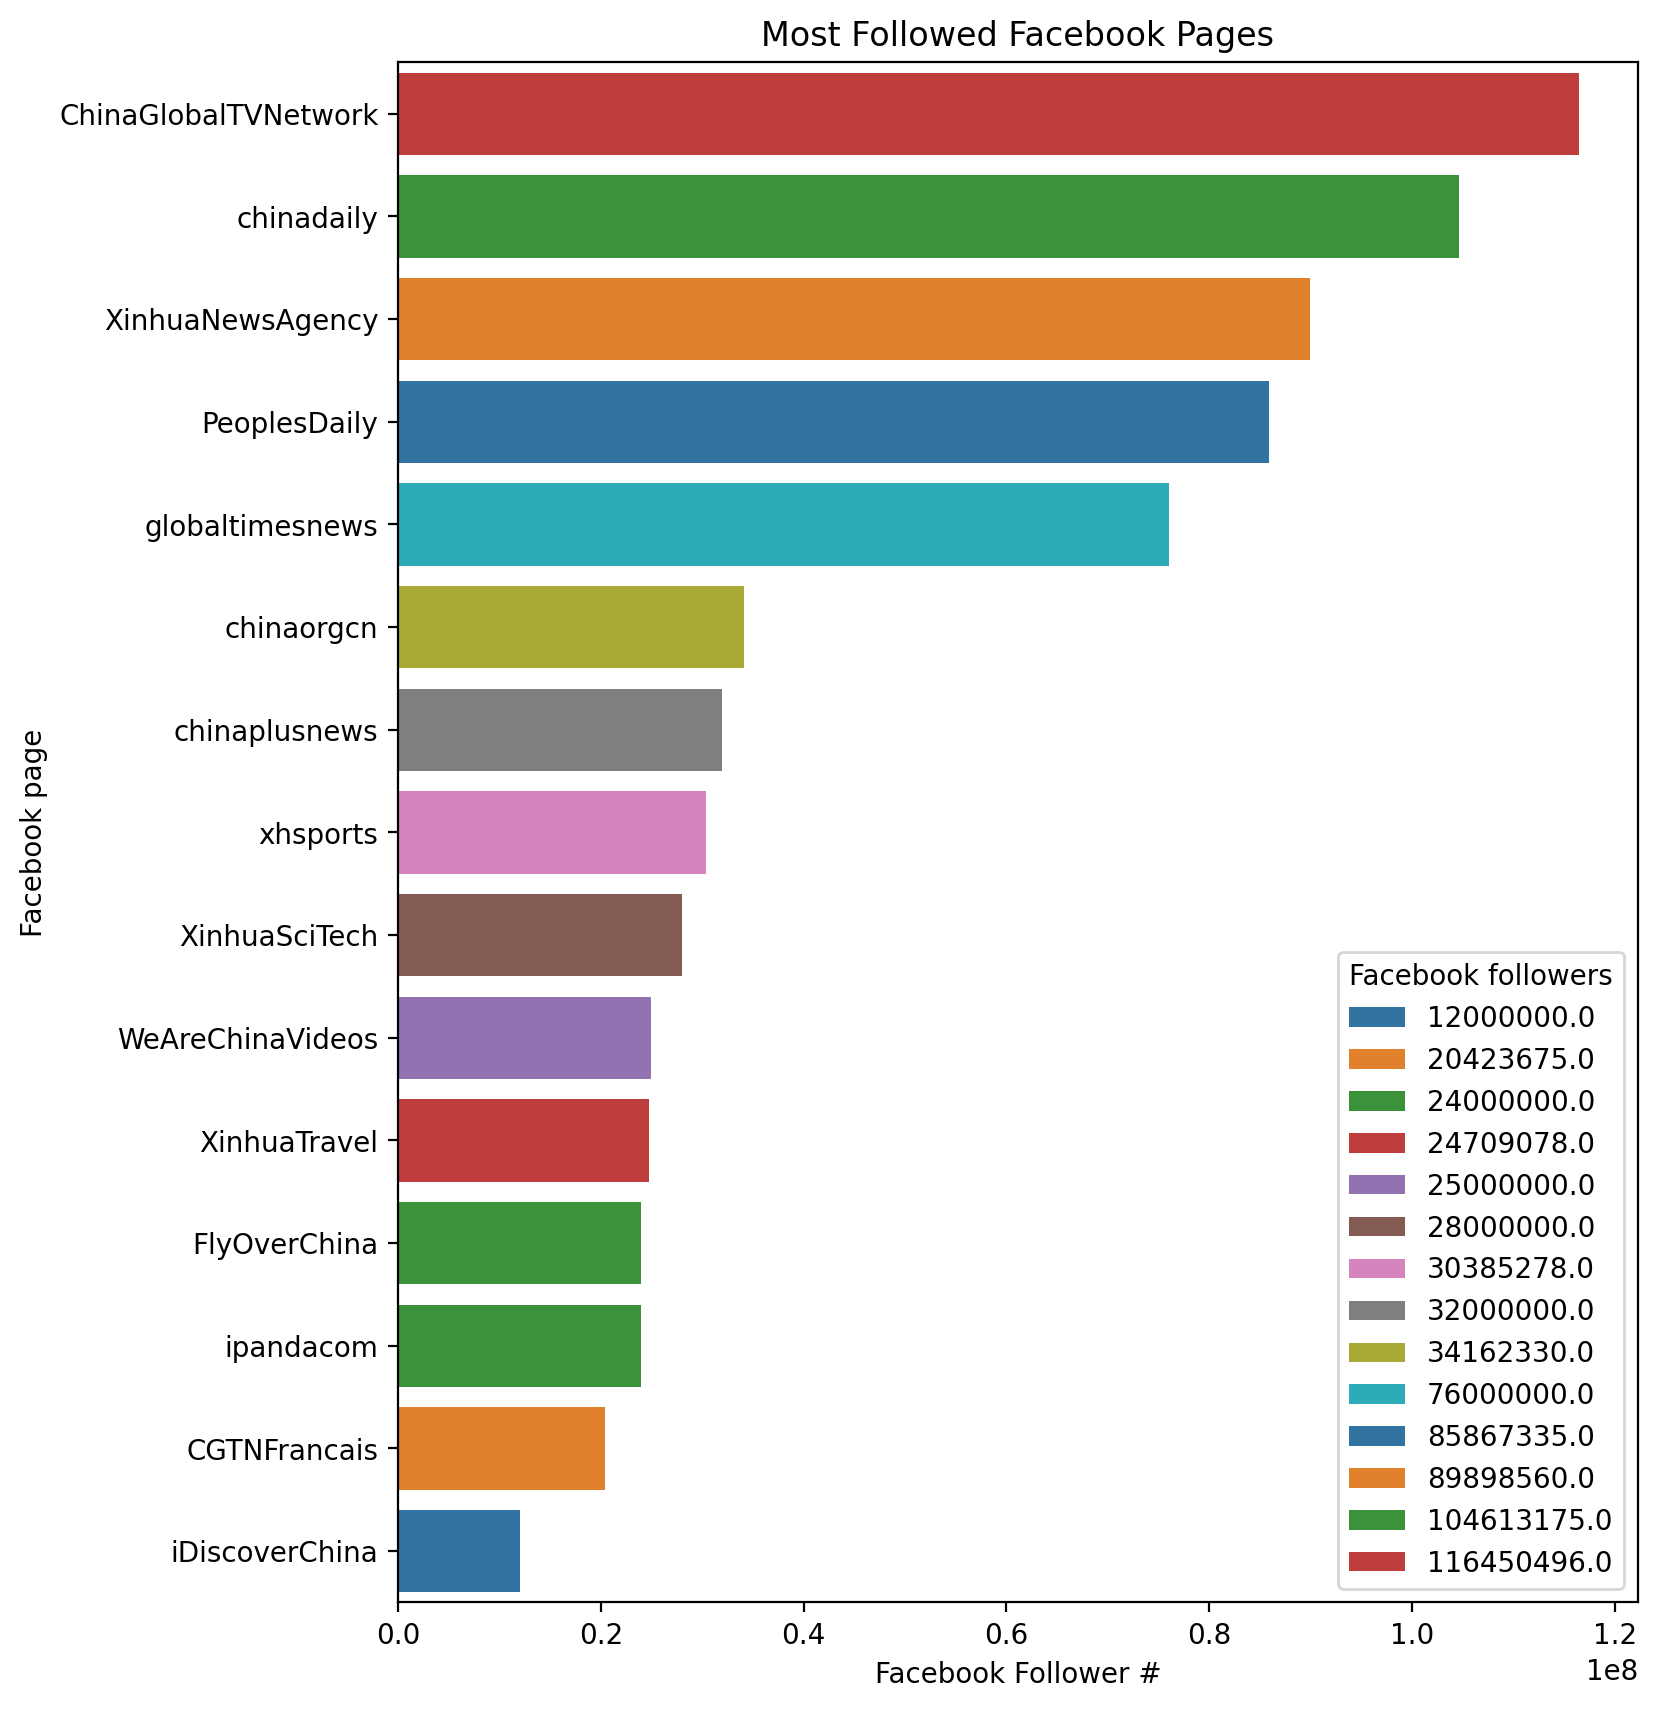 Most Followed Facebook Pages
ChinaGlobalTVNetwork
chinadaily
XinhuaNewsAgency
PeoplesDaily
globaltimesnews
chinaorgcn
chinaplusnews
xhsports
XinhuaSciTech
WeAreChinaVideos
XinhuaTravel
FlyOverChina
ipandacom
CGTNFrancais
iDiscoverChina
Facebook page
Facebook followers
12000000.0
20423675.0
24000000.0
24709078.0
25000000.0
28000000.0
30385278.0
32000000.0
34162330.0
76000000.0
85867335.0
89898560.0
104613175.0
116450496.0
0.0 0.2 0.4 0.6 0.8 1.0 1.2
1e8
Facebook Follower #